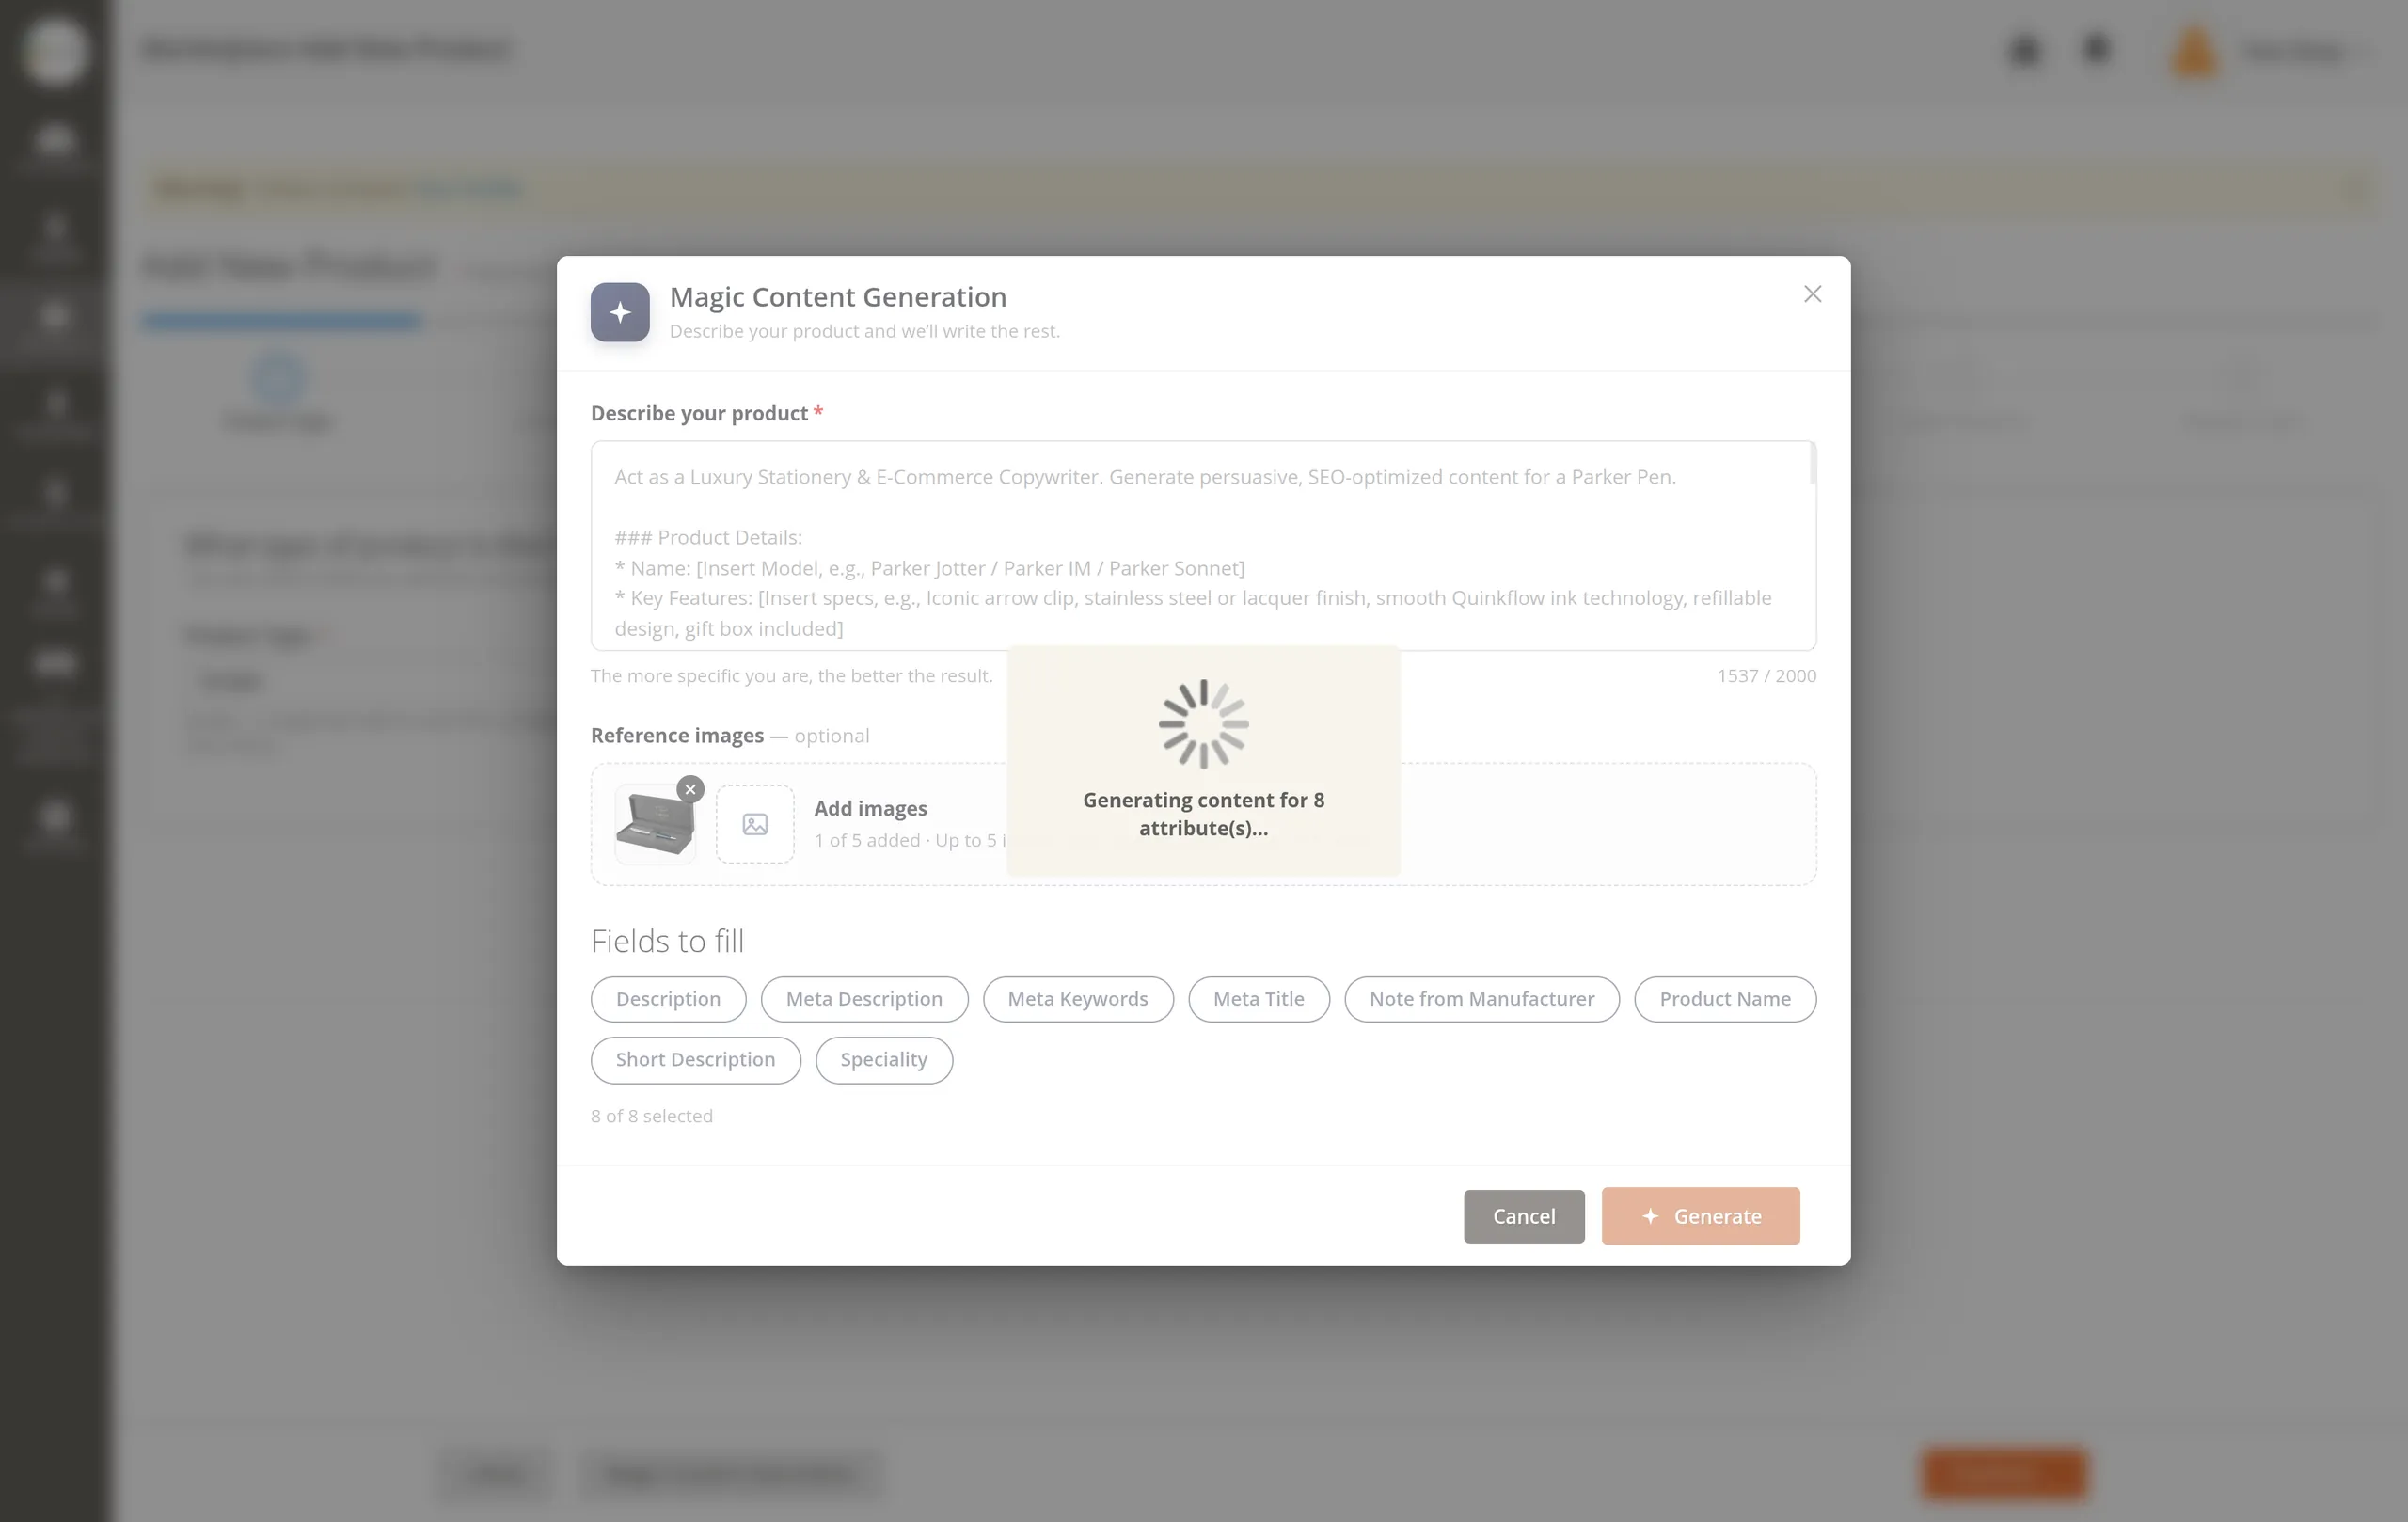 Magic Content Generation
Describe your product and we'll write the rest.
Describe your product *
Act as a Luxury Stationery & E-Commerce Copywriter. Generate persuasive, SEO-optimized content for a Parker Pen.
### Product Details:
* Name: [Insert Model, e.g., Parker Jotter / Parker IM / Parker Sonnet]
* Key Features: [Insert specs, e.g., Iconic arrow clip, stainless steel or lacquer finish, smooth Quinkflow ink technology, refillable
design, gift box included]
The more specific you are, the better the result.
1537 / 2000
Reference images — optional
Add images
1 of 5 added · Up to 5
Generating content for 8
attribute(s)...
Fields to fill
Description
Meta Description
Meta Keywords
Meta Title
Note from Manufacturer
Product Name
Short Description
Speciality
8 of 8 selected
Cancel
Generate
Add New Product